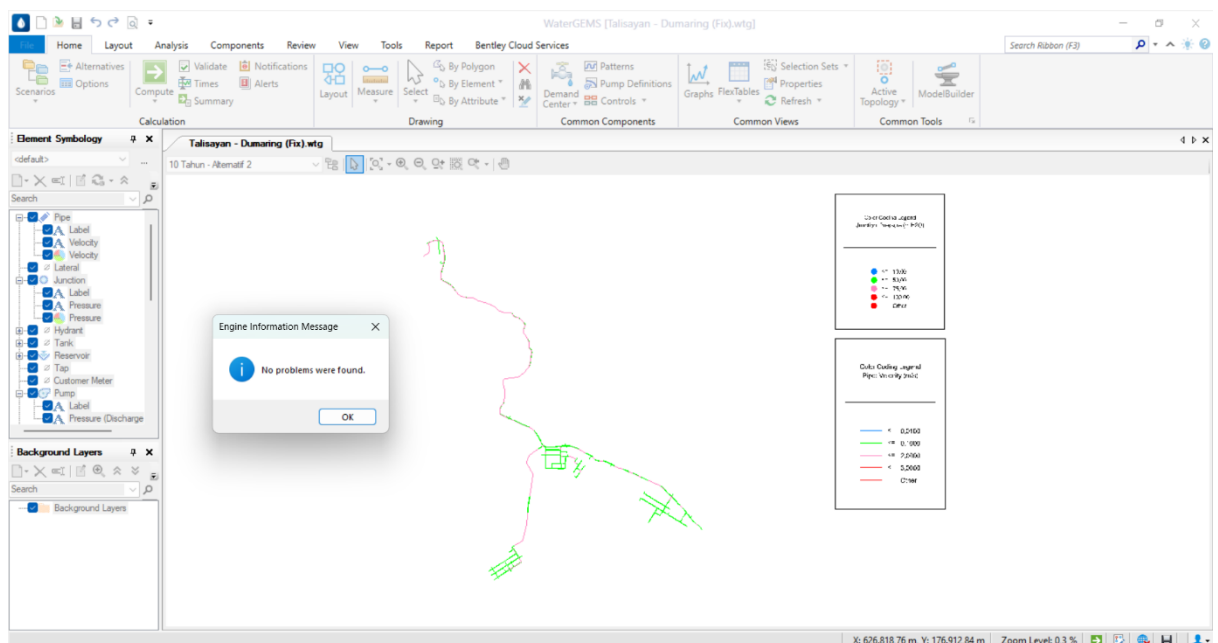 WaterGEMS [Talisayan - Dumaring (Fix).wtg]
File Home Layout Analysis Components Review View Tools Report Bentley Cloud Services Search Ribbon (F3)
Scenarios
Alternatives
Options
Compute
Validate
Times
Summary
Notifications
Alerts
Calculation
Layout
Measure
Select
By Polygon
By Element
By Attribute
Drawing
Demand Center
Patterns
Pump Definitions
Controls
Common Components
Graphs
FlexTables
Selection Sets
Properties
Refresh
Common Views
Active Topology
ModelBuilder
Common Tools
Element Symbology
<default>
...
Search
Pipe
Label
Velocity
Velocity
Lateral
Junction
Label
Pressure
Pressure
Hydrant
Tank
Reservoir
Tap
Customer Meter
Pump
Label
Pressure (Discharge
Background Layers
Search
Background Layers
Talisayan - Dumaring (Fix).wtg
10 Tahun - Alternatif 2
Engine Information Message
No problems were found.
OK
Color Coding Legend
Other
Color Coding Legend
Other
X: 626.818,76 m, Y: 176.912,84 m Zoom Level: 0,3 %